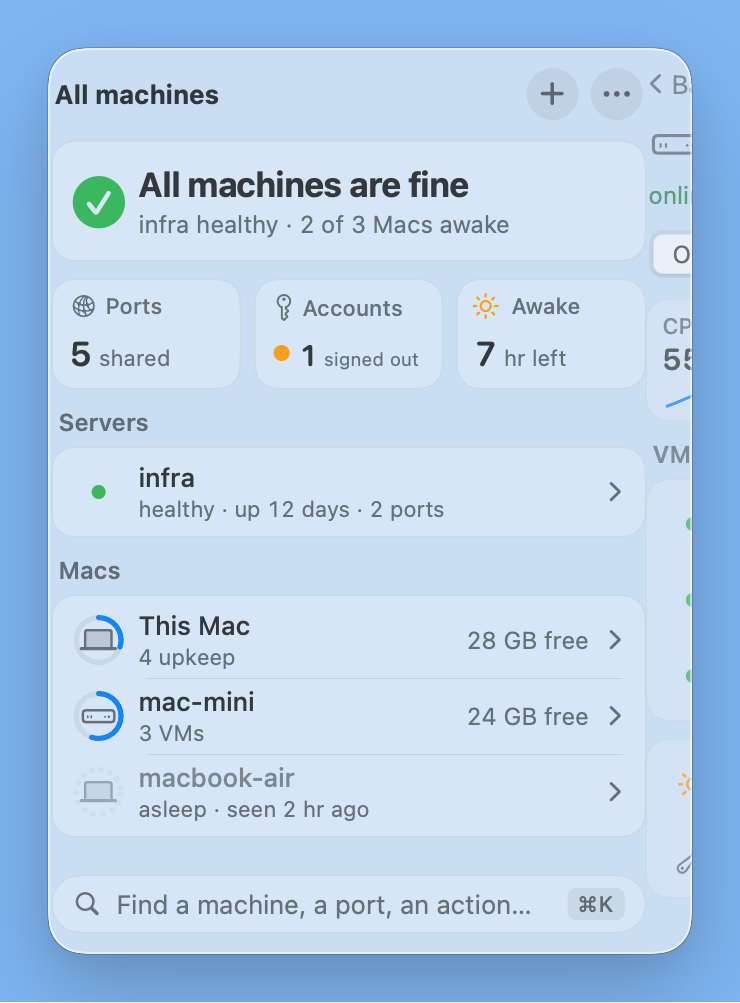 All machines
All machines are fine
infra healthy · 2 of 3 Macs awake
Ports
5 shared
Accounts
1 signed out
Awake
7 hr left
Servers
infra
healthy · up 12 days · 2 ports
Macs
This Mac
4 upkeep
28 GB free
mac-mini
3 VMs
24 GB free
macbook-air
asleep · seen 2 hr ago
Find a machine, a port, an action...
⌘K